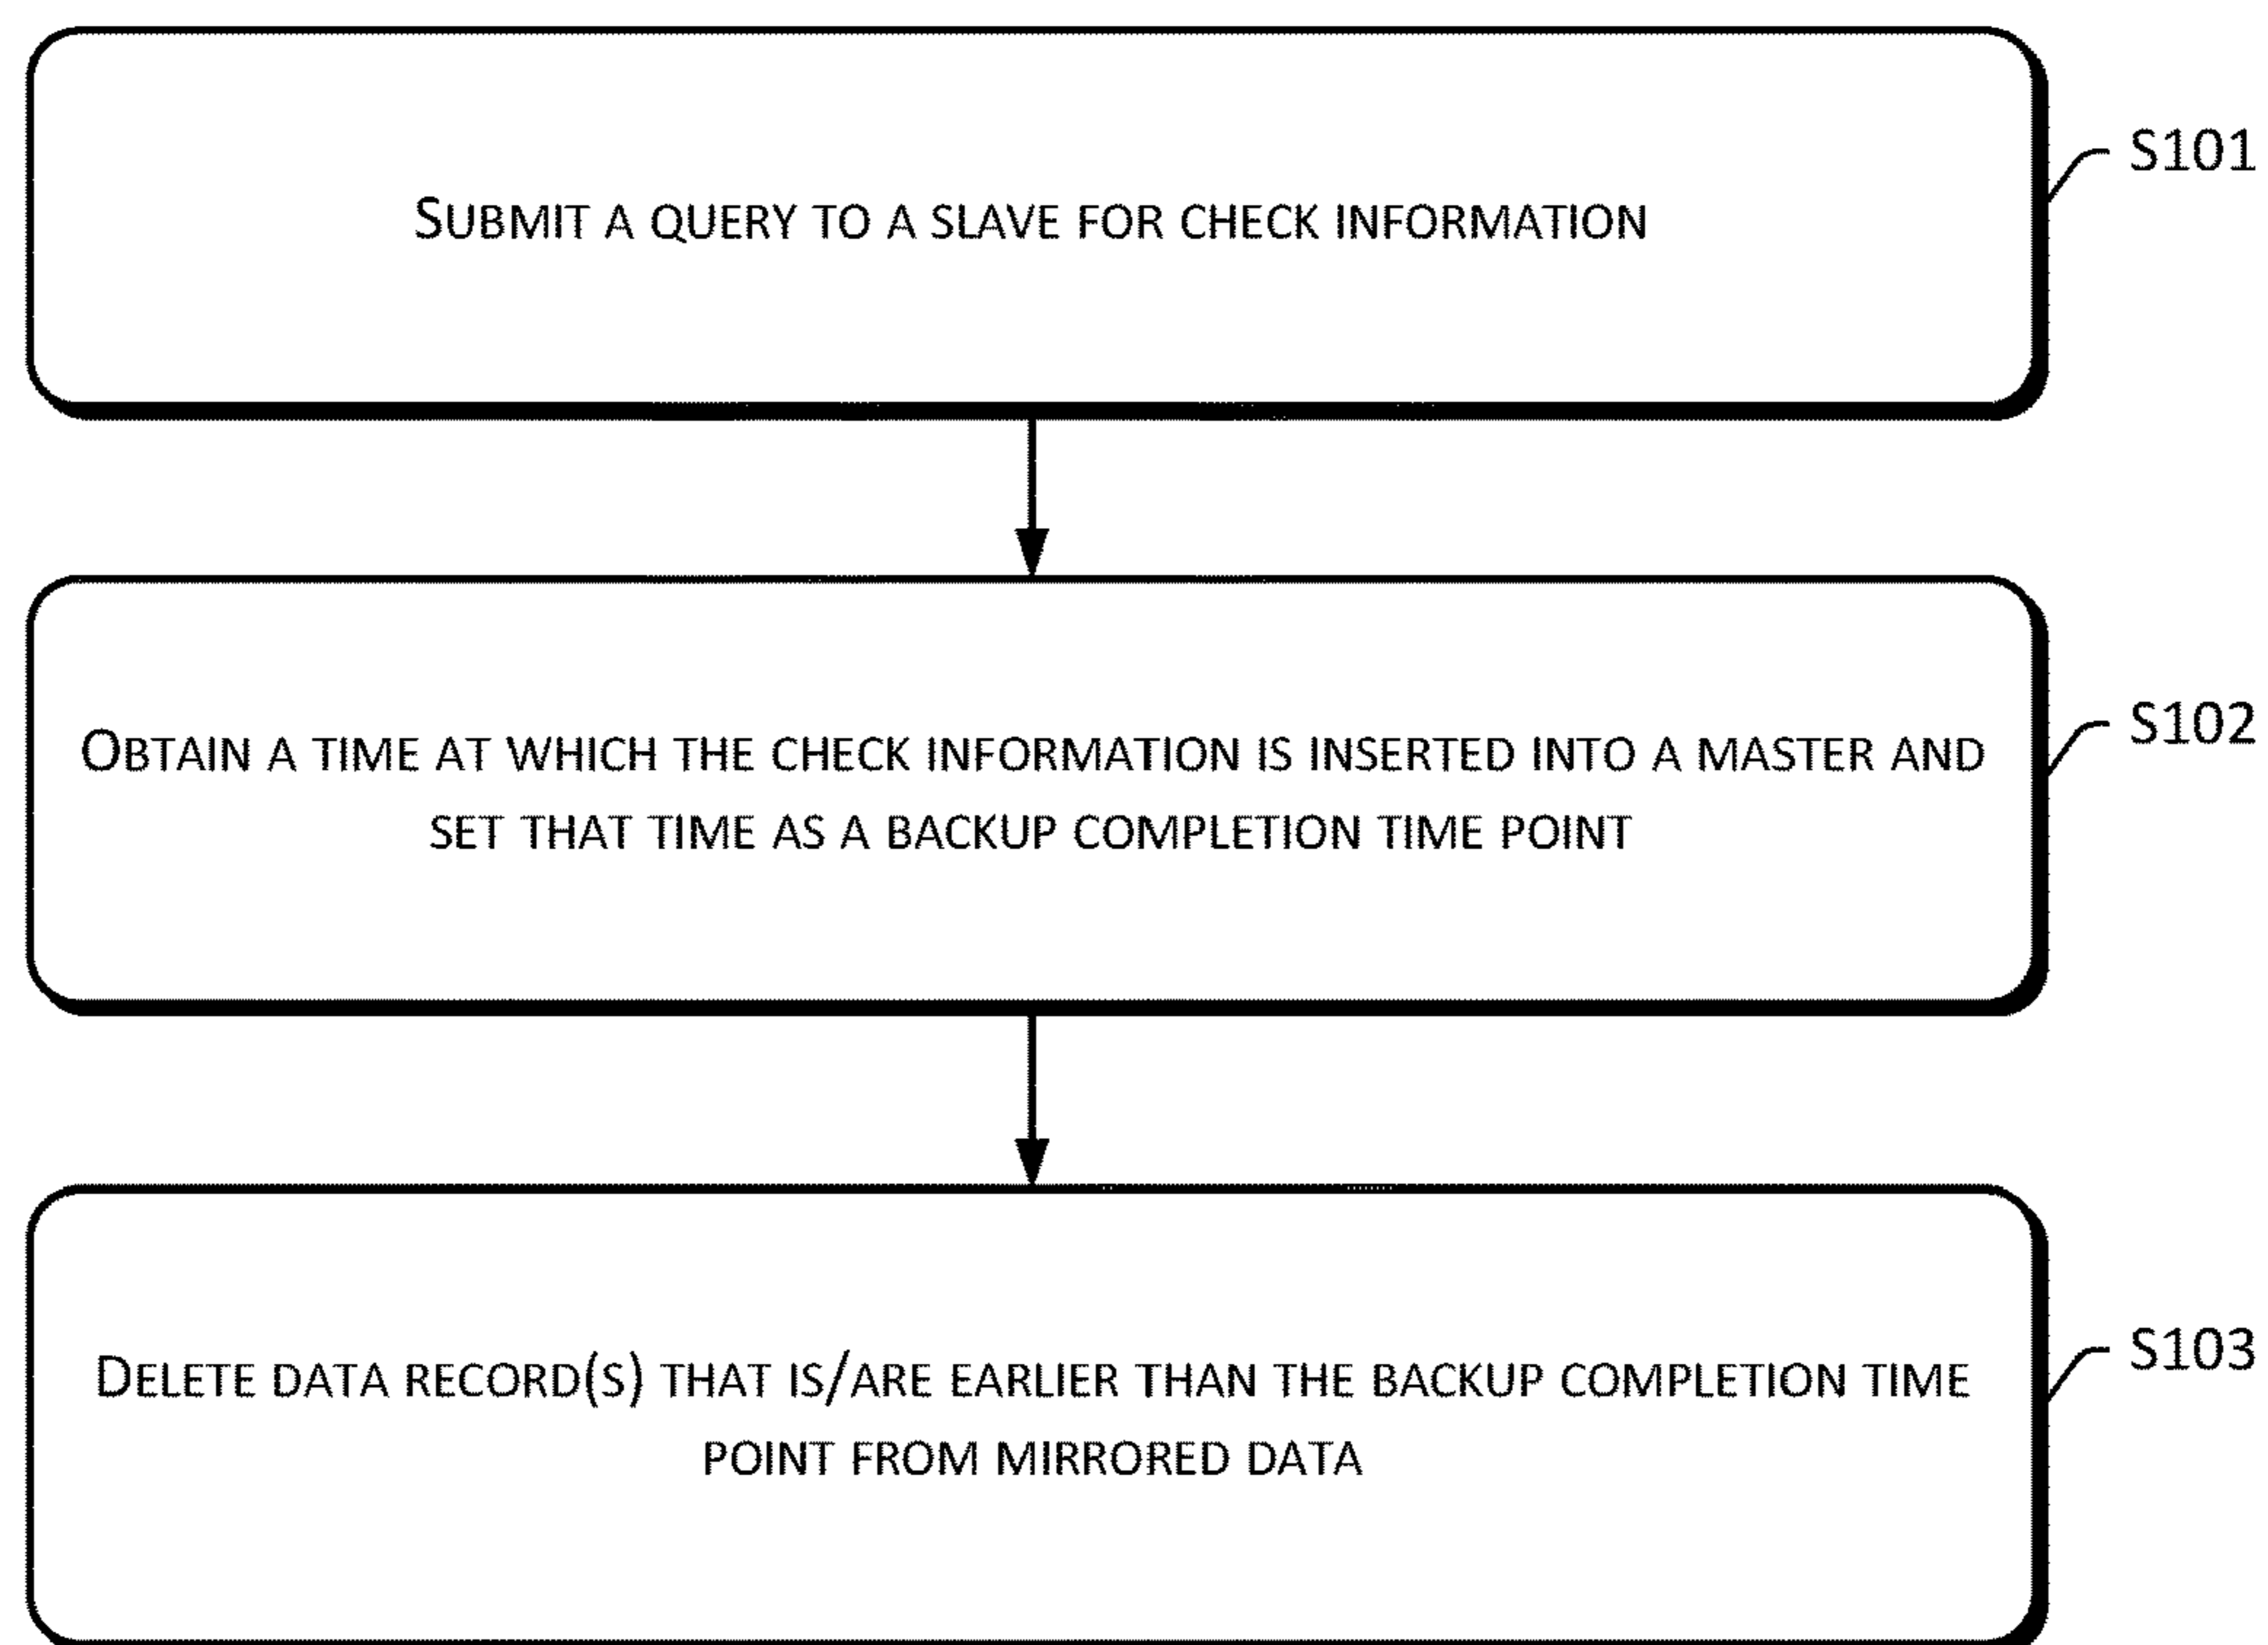 SUBMIT A QUERY TO A SLAVE FOR CHECK INFORMATION
S101
OBTAIN A TIME AT WHICH THE CHECK INFORMATION IS INSERTED INTO A MASTER AND
SET THAT TIME AS A BACKUP COMPLETION TIME POINT
S102
DELETE DATA RECORD(S) THAT IS/ARE EARLIER THAN THE BACKUP COMPLETION TIME
POINT FROM MIRRORED DATA
S103